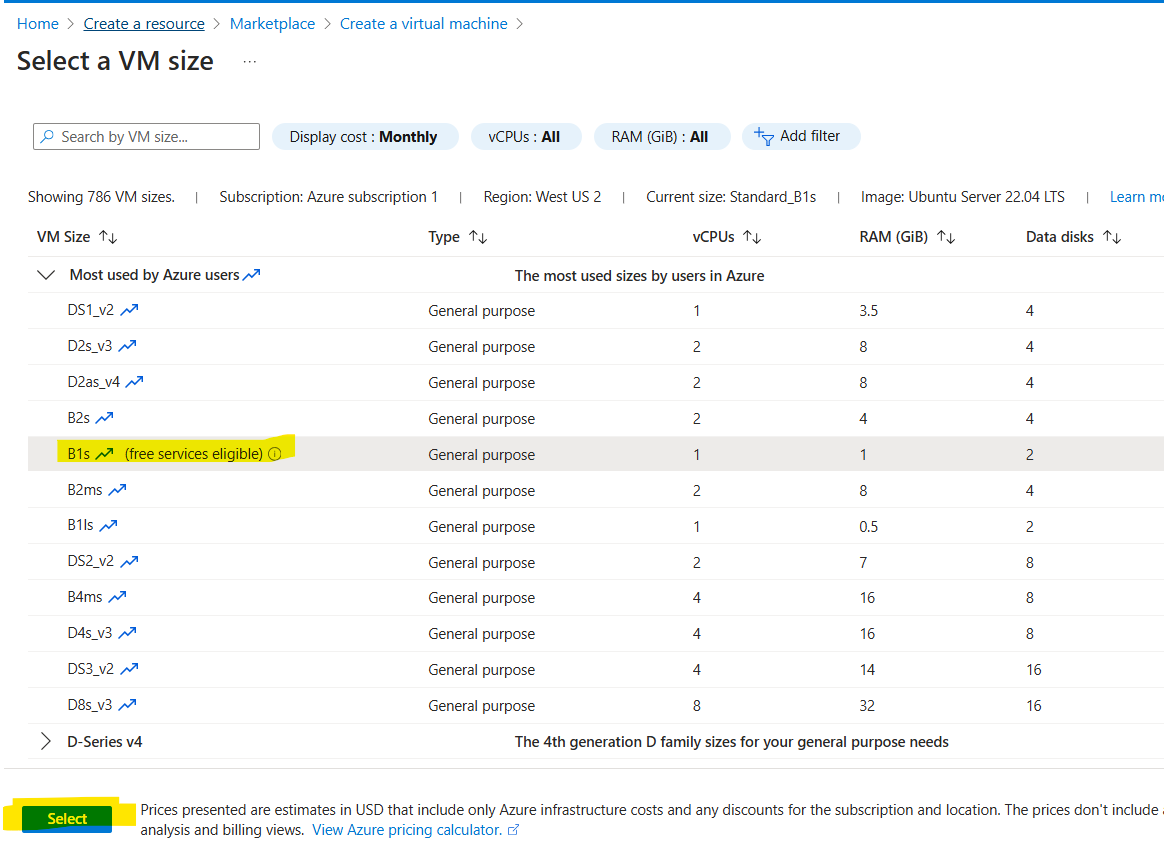 Home > Create a resource > Marketplace > Create a virtual machine >
Select a VM size ...
Search by VM size... Display cost : Monthly vCPUs : All RAM (GiB) : All Add filter
Showing 786 VM sizes. | Subscription: Azure subscription 1 | Region: West US 2 | Current size: Standard_B1s | Image: Ubuntu Server 22.04 LTS | Learn mo
VM Size ↑↓ Type ↑↓ vCPUs ↑↓ RAM (GiB) ↑↓ Data disks ↑↓
Most used by Azure users The most used sizes by users in Azure
DS1_v2 General purpose 1 3.5 4
D2s_v3 General purpose 2 8 4
D2as_v4 General purpose 2 8 4
B2s General purpose 2 4 4
B1s (free services eligible) General purpose 1 1 2
B2ms General purpose 2 8 4
B1ls General purpose 1 0.5 2
DS2_v2 General purpose 2 7 8
B4ms General purpose 4 16 8
D4s_v3 General purpose 4 16 8
DS3_v2 General purpose 4 14 16
D8s_v3 General purpose 8 32 16
D-Series v4 The 4th generation D family sizes for your general purpose needs
Select Prices presented are estimates in USD that include only Azure infrastructure costs and any discounts for the subscription and location. The prices don't include a
analysis and billing views. View Azure pricing calculator.